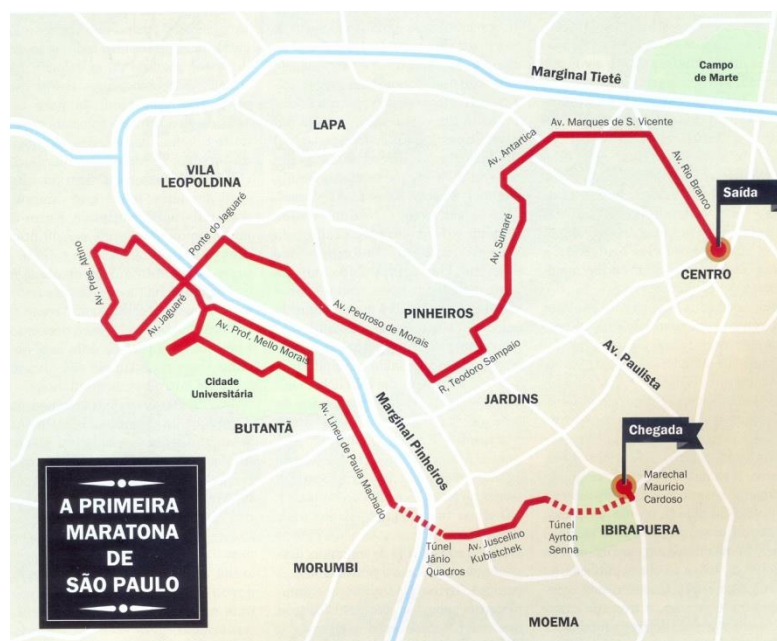 Marginal Tietê
Campo
de Marte
LAPA
Av. Marques de S. Vicente
Av. Antartica
Av. Rio Branco
VILA
LEOPOLDINA
Saída
Ponte do Jaguaré
Av. Sumaré
CENTRO
Av. Pres. Altino
Av. Jaguaré
Av. Pedroso de Morais
PINHEIROS
Av. Prof. Mello Morais
R. Teodoro Sampaio
Av. Paulista
Cidade
Universitária
JARDINS
Marginal Pinheiros
BUTANTÃ
Av. Lineu de Paula Machado
Chegada
Marechal
Mauricio
Cardoso
A PRIMEIRA
MARATONA
DE
SÃO PAULO
IBIRAPUERA
Túnel
Jânio
Quadros
Av. Juscelino
Kubistchek
Túnel
Ayrton
Senna
MORUMBI
MOEMA